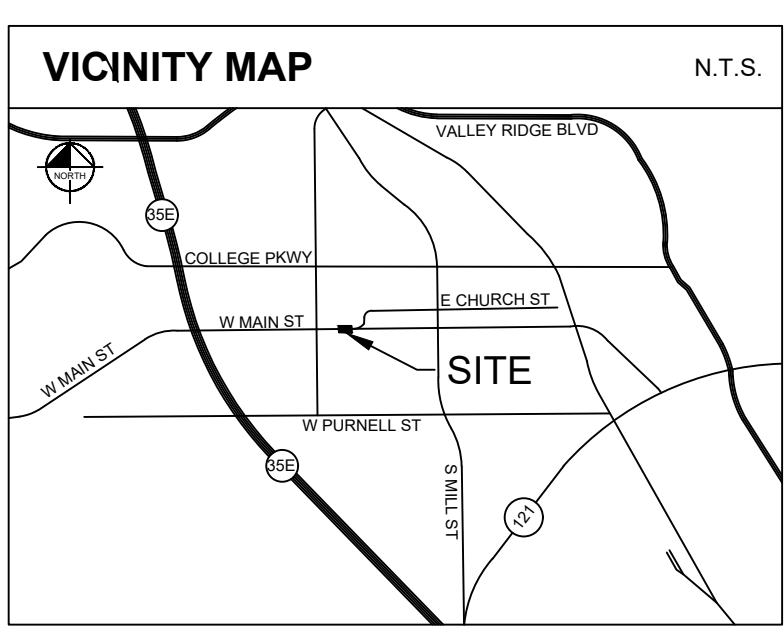 VICINITY MAP
N.T.S.
VALLEY RIDGE BLVD
NORTH
35E
COLLEGE PKWY
E CHURCH ST
W MAIN ST
W MAIN ST
SITE
W PURNELL ST
35E
S MILL ST
121